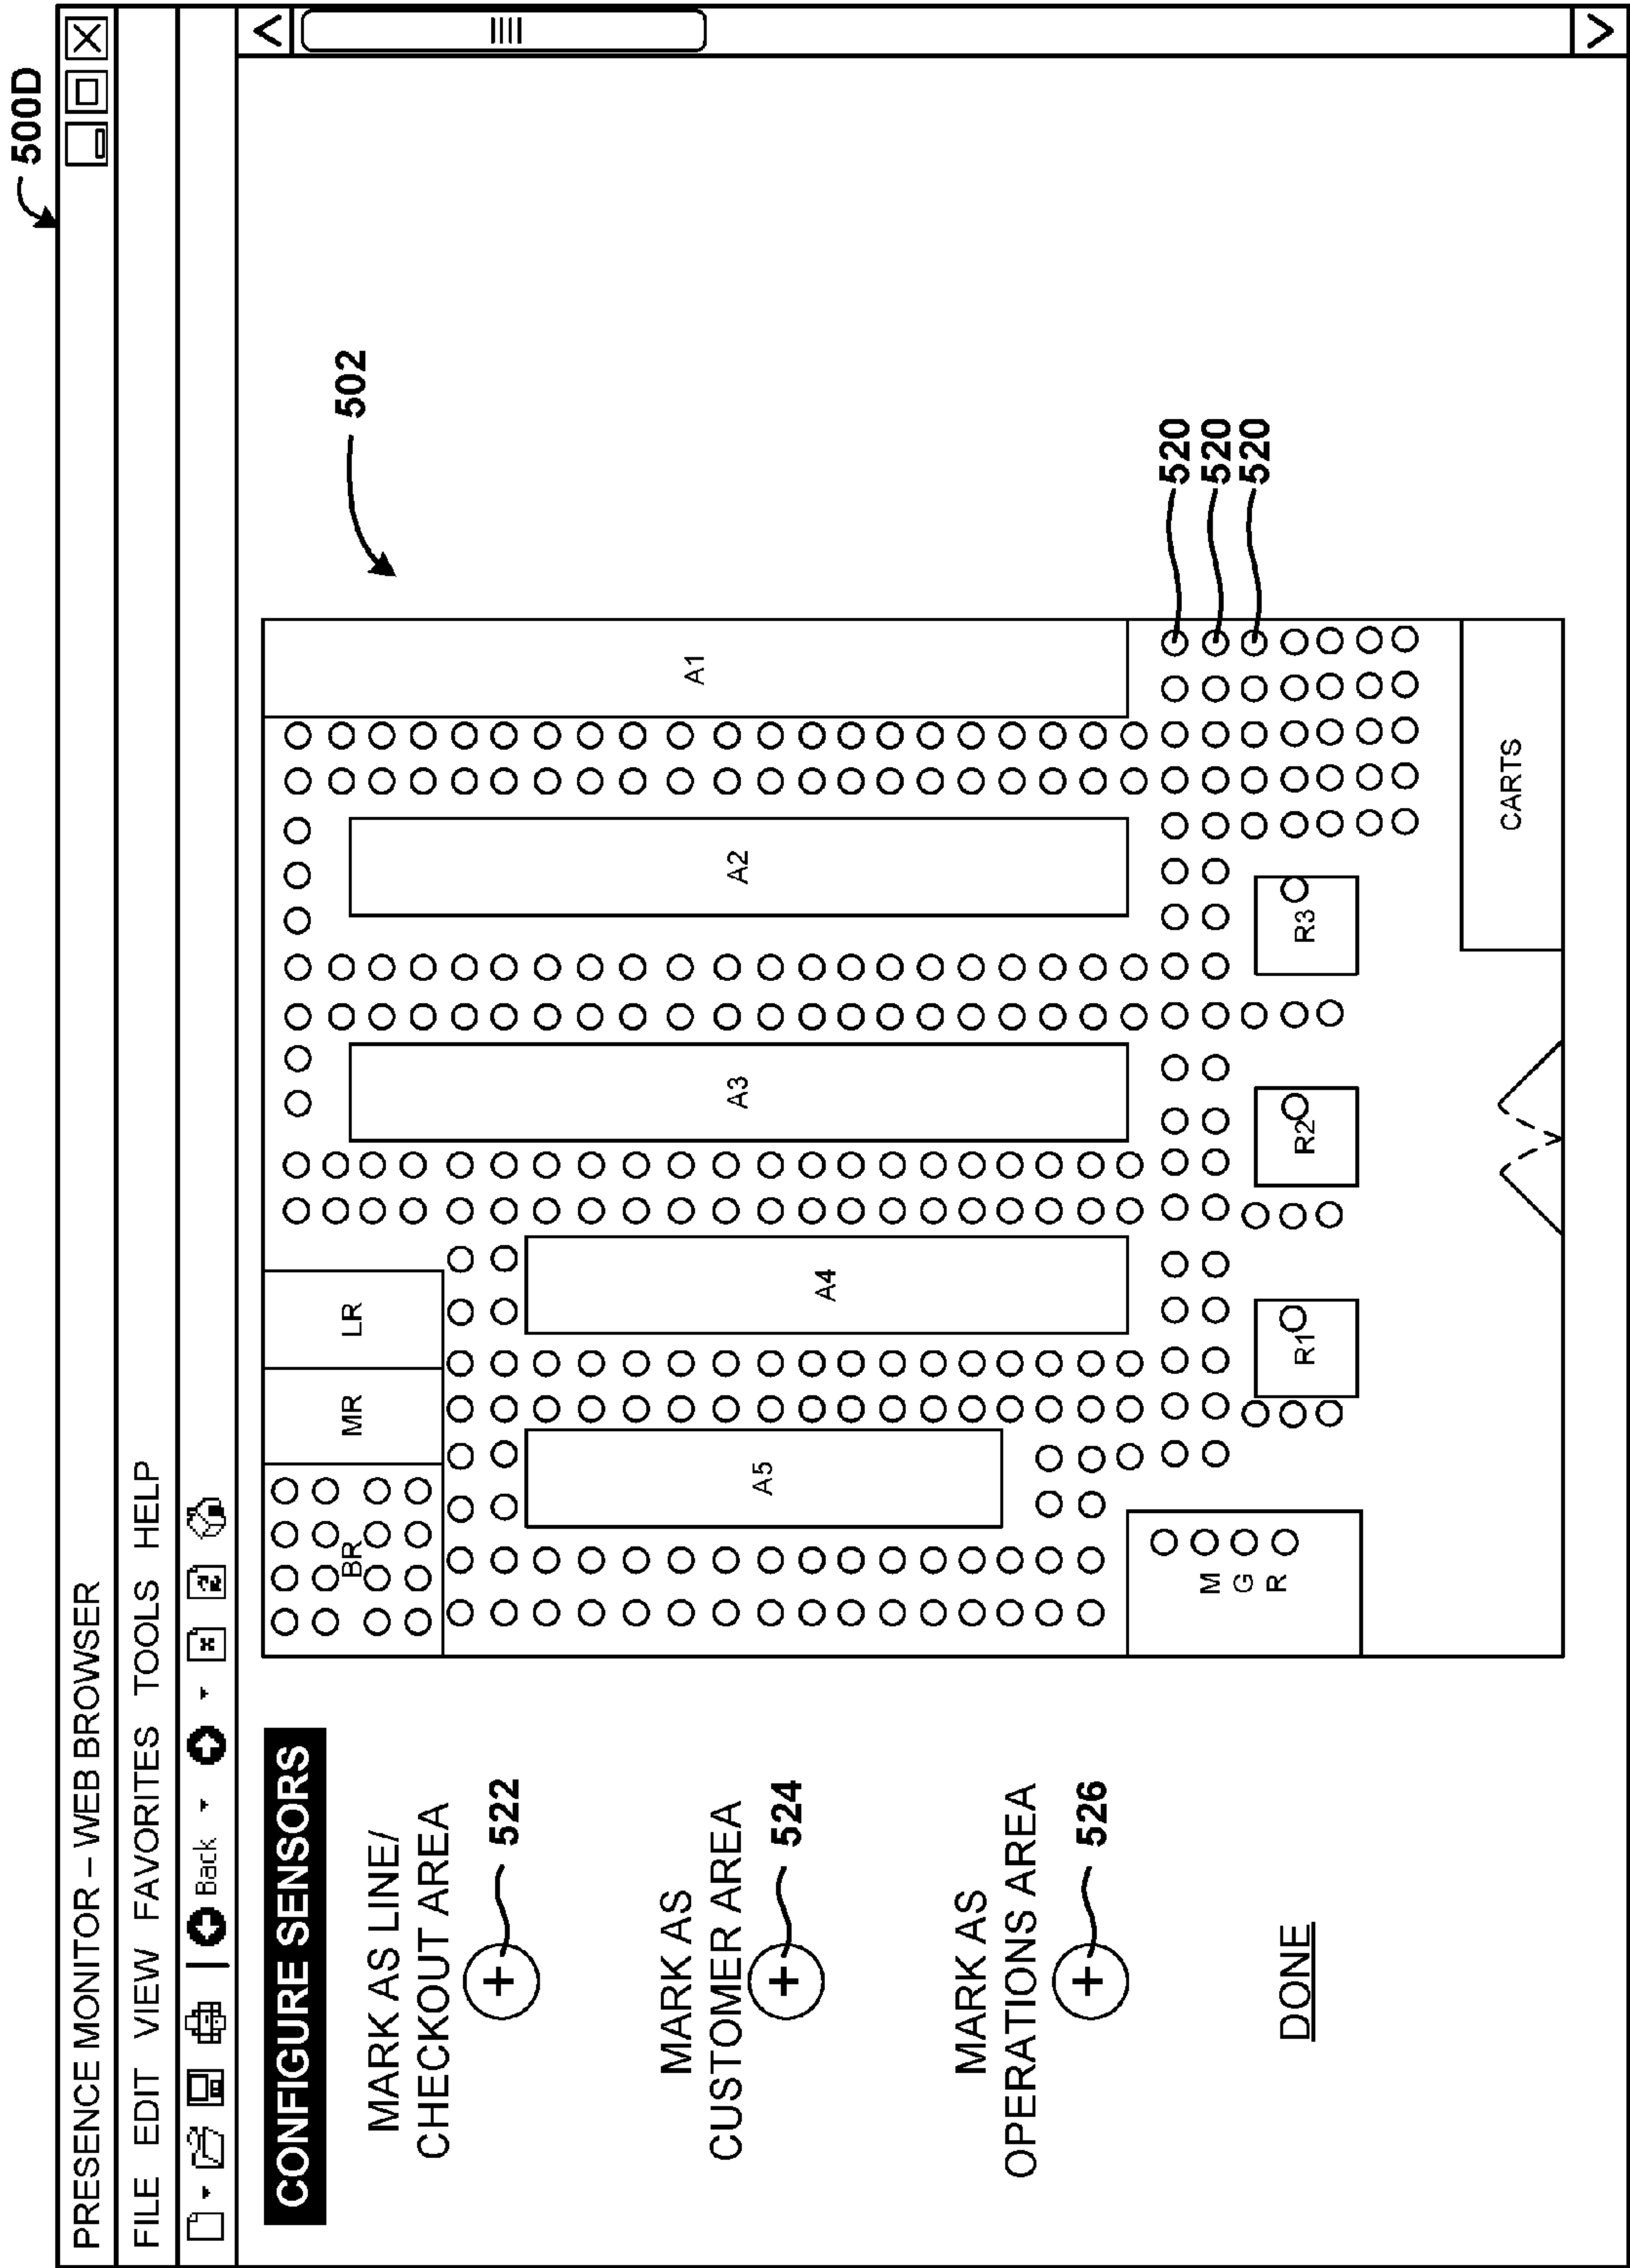 500D
PRESENCE MONITOR – WEB BROWSER
FILE EDIT VIEW FAVORITES TOOLS HELP
Back
CONFIGURE SENSORS
MARK AS LINE/
CHECKOUT AREA
522
MARK AS
CUSTOMER AREA
524
MARK AS
OPERATIONS AREA
526
DONE
502
BR
MR
LR
A5
A4
A3
A2
A1
M
G
R
R1
R2
R3
520
520
520
CARTS